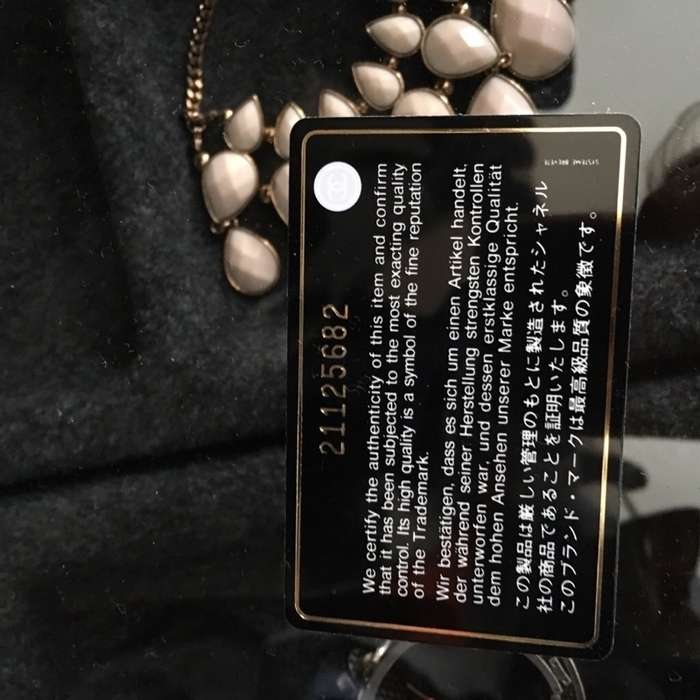 SYSTEME BREVETE
21125682
We certify the authenticity of this item and confirm
that it has been subjected to the most exacting quality
control. Its high quality is a symbol of the fine reputation
of the Trademark.
Wir bestätigen, dass es sich um einen Artikel handelt,
der während seiner Herstellung strengsten Kontrollen
unterworfen war, und dessen erstklassige Qualität
dem hohen Ansehen unserer Marke entspricht.
この製品は厳しい管理のもとに製造されたシャネル
社の商品であることを証明いたします。
このブランド・マークは最高級品質の象徴です。